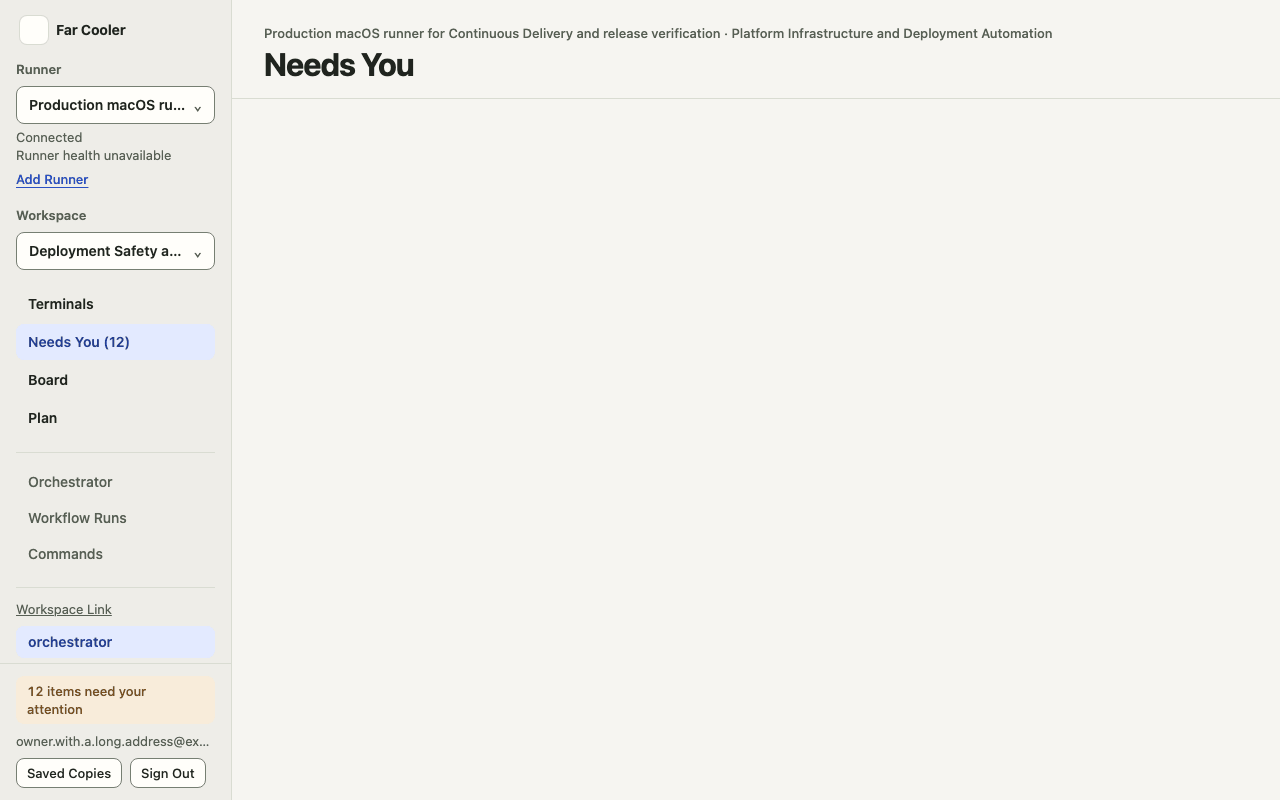 Far Cooler
Runner
Production macOS ru...
Connected
Runner health unavailable
Add Runner
Workspace
Deployment Safety a...
Terminals
Needs You (12)
Board
Plan
Orchestrator
Workflow Runs
Commands
Workspace Link
orchestrator
12 items need your
attention
owner.with.a.long.address@ex...
Saved Copies
Sign Out
Production macOS runner for Continuous Delivery and release verification · Platform Infrastructure and Deployment Automation
Needs You